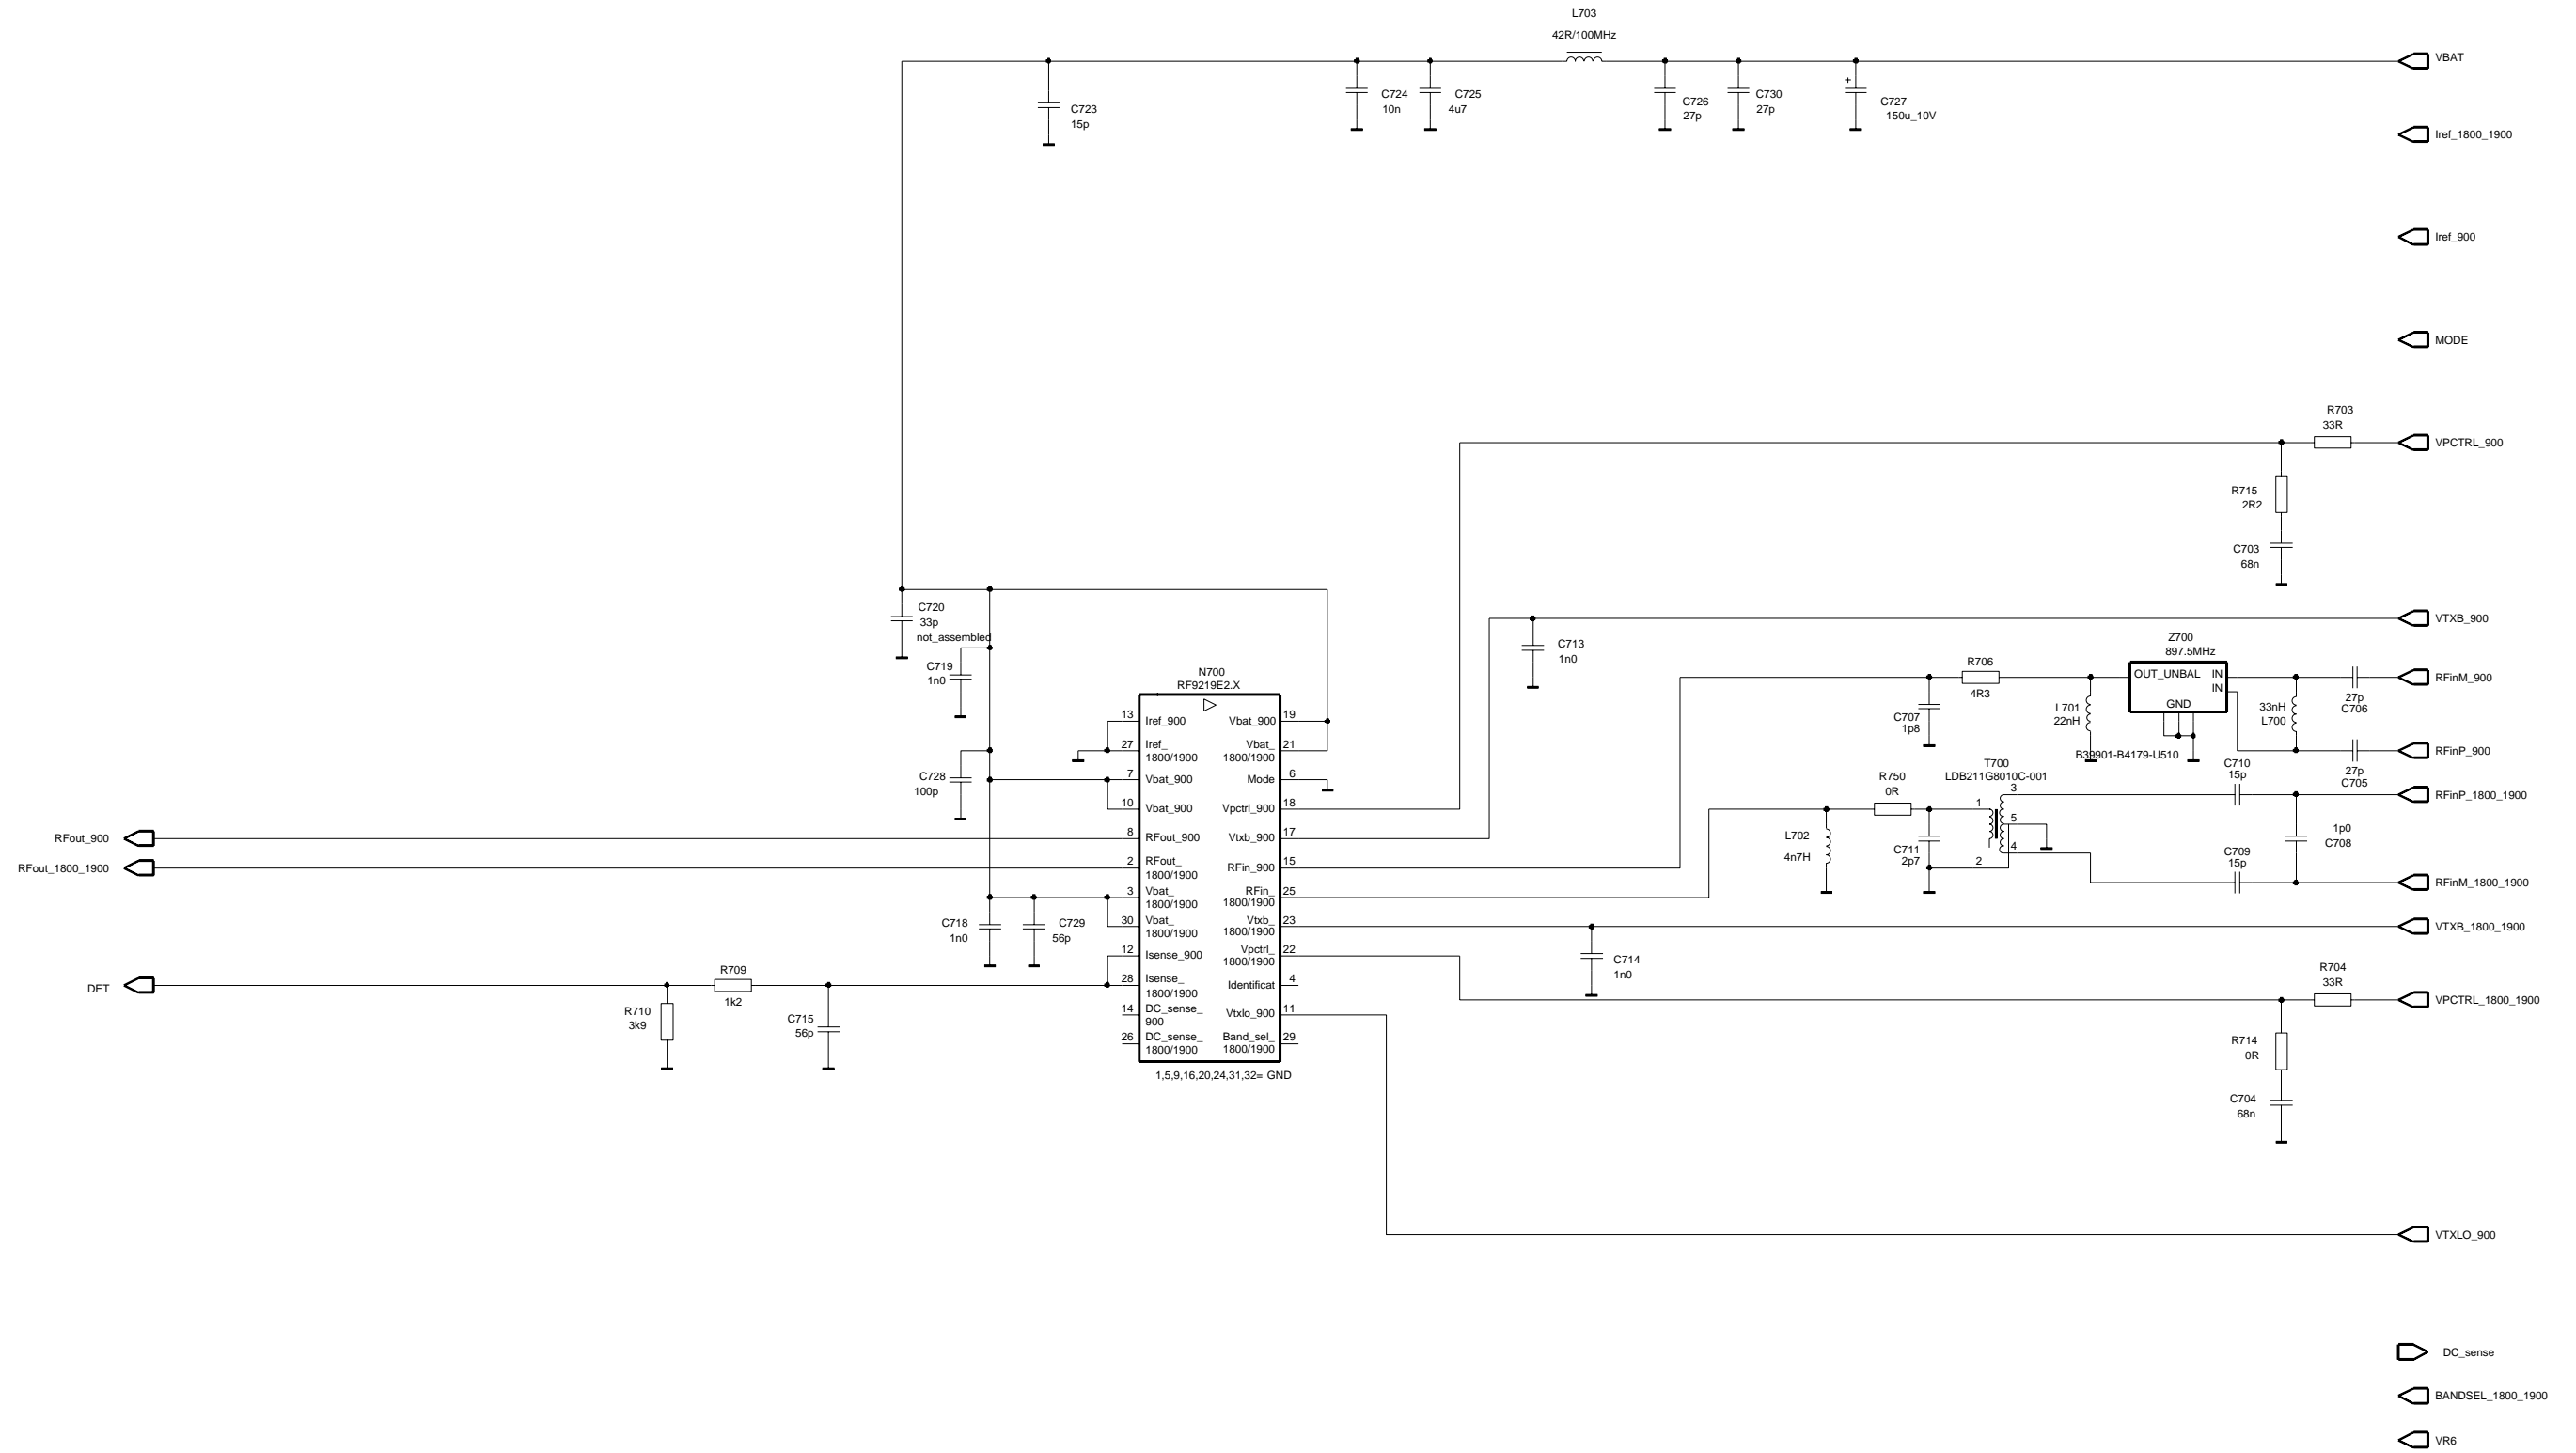 L703
42R/100MHz
VBAT
C723
15p
C724
10n
C725
4u7
C726
27p
C730
27p
+
C727
150u_10V
Iref_1800_1900
Iref_900
MODE
R703
33R
VPCTRL_900
R715
2R2
C703
68n
C720
33p
not_assembled
C719
1n0
C728
100p
VTXB_900
C713
1n0
Z700
897.5MHz
OUT_UNBAL
IN
IN
GND
B39901-B4179-U510
R706
4R3
C707
1p8
L701
22nH
33nH
L700
27p
C706
RFinM_900
RFinP_900
27p
C705
N700
RF9219E2.X
13
Iref_900
27
Iref_
1800/1900
7
Vbat_900
10
Vbat_900
8
RFout_900
2
RFout_
1800/1900
3
Vbat_
1800/1900
30
Vbat_
1800/1900
12
Isense_900
28
Isense_
1800/1900
14
DC_sense_
900
26
DC_sense_
1800/1900
Vbat_900
19
Vbat_
1800/1900
21
Mode
6
Vpctrl_900
18
Vtxb_900
17
RFin_900
15
RFin_
1800/1900
25
Vtxb_
1800/1900
23
Vpctrl_
1800/1900
22
Identificat
4
Vtxlo_900
11
Band_sel_
1800/1900
29
1,5,9,16,20,24,31,32= GND
RFout_900
RFout_1800_1900
C718
1n0
C729
56p
DET
R709
1k2
R710
3k9
C715
56p
R750
0R
T700
LDB211G8010C-001
1
2
3
5
4
L702
4n7H
C711
2p7
C710
15p
C709
15p
1p0
C708
RFinP_1800_1900
RFinM_1800_1900
VTXB_1800_1900
C714
1n0
R704
33R
VPCTRL_1800_1900
R714
0R
C704
68n
VTXLO_900
DC_sense
BANDSEL_1800_1900
VR6